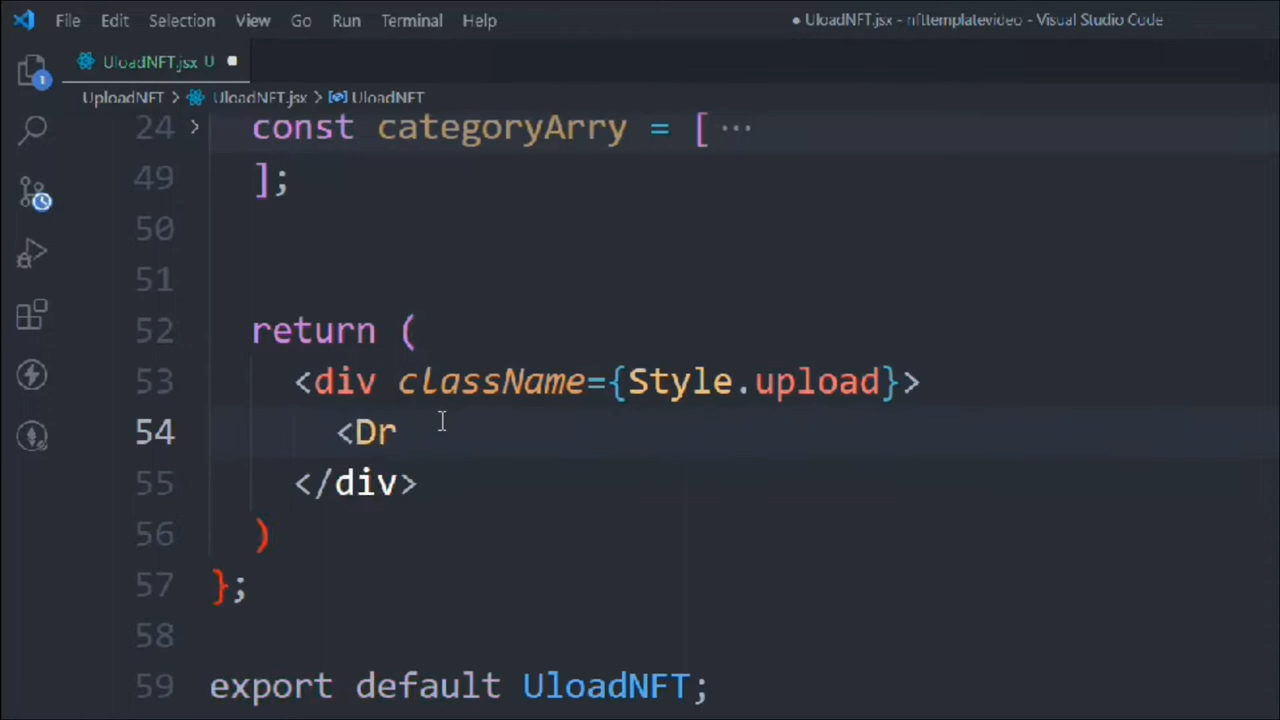 File Edit Selection View Go Run Terminal Help ● UloadNFT.jsx - nfttemplatevideo - Visual Studio Code
UloadNFT.jsx U ●
1
UploadNFT > UloadNFT.jsx > UloadNFT
24 > const categoryArry = [ ···
49 ];
50
51
52 return (
53 <div className={Style.upload}>
54 <Dr
55 </div>
56 )
57 };
58
59 export default UloadNFT;